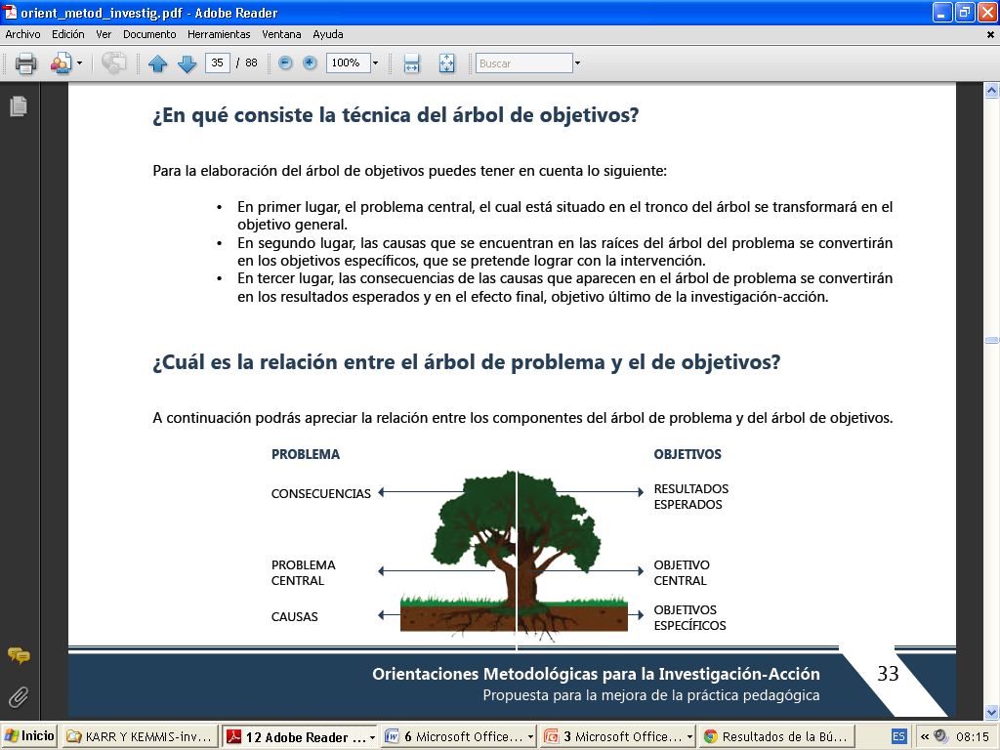 orient_metod_investig.pdf - Adobe Reader
Archivo Edición Ver Documento Herramientas Ventana Ayuda
35 / 88 100% Buscar
¿En qué consiste la técnica del árbol de objetivos?
Para la elaboración del árbol de objetivos puedes tener en cuenta lo siguiente:
• En primer lugar, el problema central, el cual está situado en el tronco del árbol se transformará en el
objetivo general.
• En segundo lugar, las causas que se encuentran en las raíces del árbol del problema se convertirán
en los objetivos específicos, que se pretende lograr con la intervención.
• En tercer lugar, las consecuencias de las causas que aparecen en el árbol de problema se convertirán
en los resultados esperados y en el efecto final, objetivo último de la investigación-acción.
¿Cuál es la relación entre el árbol de problema y el de objetivos?
A continuación podrás apreciar la relación entre los componentes del árbol de problema y del árbol de objetivos.
PROBLEMA OBJETIVOS
CONSECUENCIAS
RESULTADOS
ESPERADOS
PROBLEMA
CENTRAL
OBJETIVO
CENTRAL
CAUSAS
OBJETIVOS
ESPECÍFICOS
Orientaciones Metodológicas para la Investigación-Acción
Propuesta para la mejora de la práctica pedagógica
33
Inicio KARR Y KEMMIS-inv... 12 Adobe Reader ... 6 Microsoft Office... 3 Microsoft Office... Resultados de la Bú... ES « 08:15